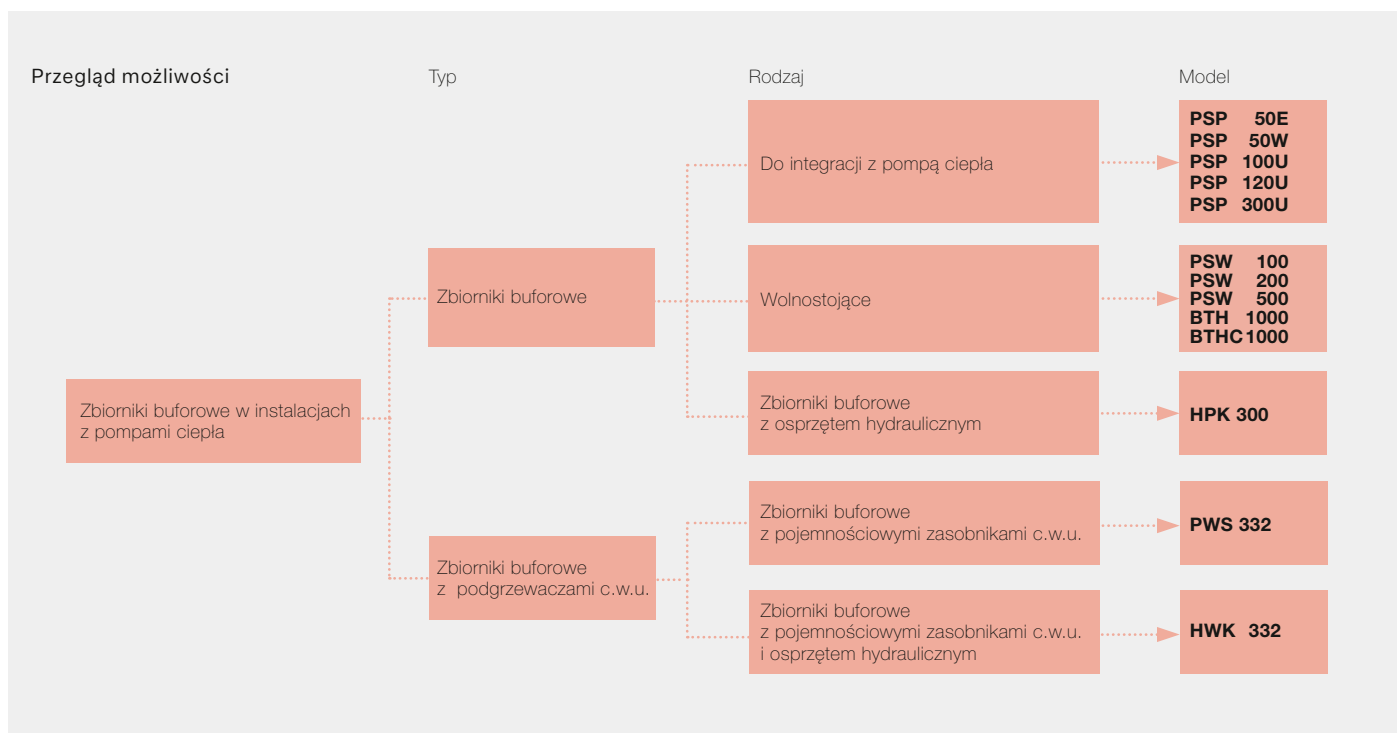 Przegląd możliwości
Typ
Rodzaj
Model
Zbiorniki buforowe w instalacjach
z pompami ciepła
Zbiorniki buforowe
Do integracji z pompą ciepła
PSP 50E
PSP 50W
PSP 100U
PSP 120U
PSP 300U
Wolnostojące
PSW 100
PSW 200
PSW 500
BTH 1000
BTHC 1000
Zbiorniki buforowe
z osprzętem hydraulicznym
HPK 300
Zbiorniki buforowe
z podgrzewaczami c.w.u.
Zbiorniki buforowe
z pojemnościowymi zasobnikami c.w.u.
PWS 332
Zbiorniki buforowe
z pojemnościowymi zasobnikami c.w.u.
i osprzętem hydraulicznym
HWK 332